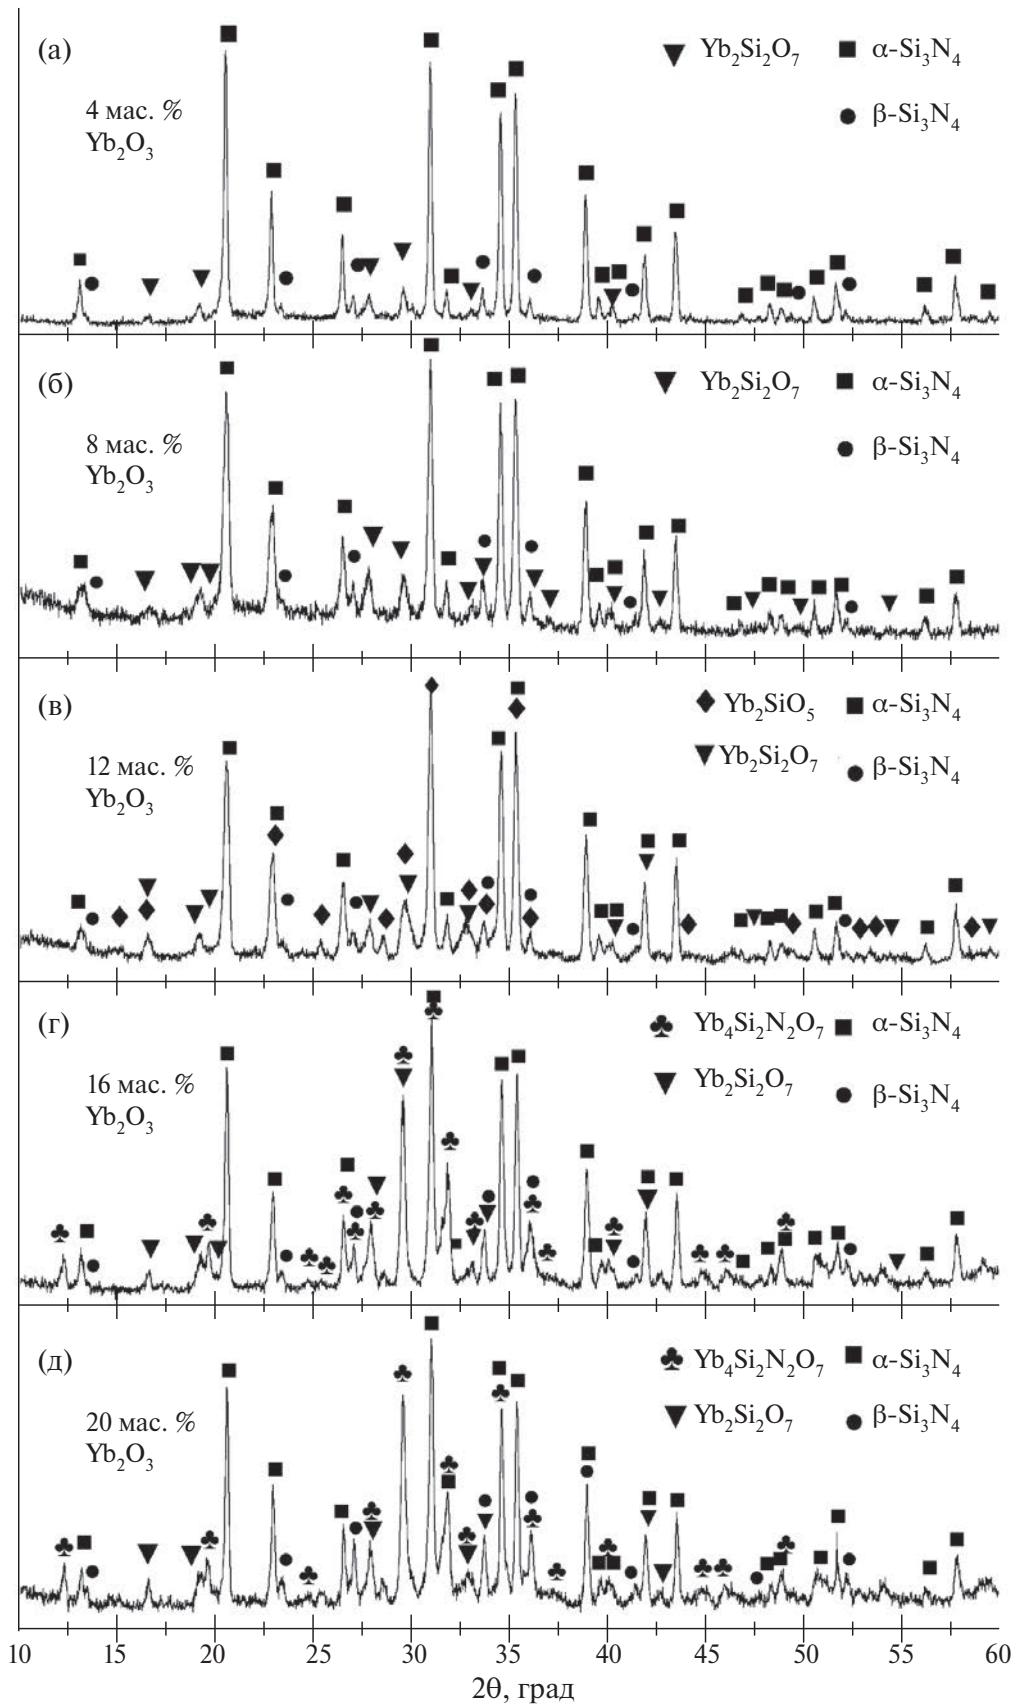 (а)
Yb₂Si₂O₇
α-Si₃N₄
4 мас. %
Yb₂O₃
β-Si₃N₄
(б)
Yb₂Si₂O₇
α-Si₃N₄
8 мас. %
Yb₂O₃
β-Si₃N₄
(в)
Yb₂SiO₅
α-Si₃N₄
12 мас. %
Yb₂O₃
Yb₂Si₂O₇
β-Si₃N₄
(г)
Yb₄Si₂N₂O₇
α-Si₃N₄
16 мас. %
Yb₂O₃
Yb₂Si₂O₇
β-Si₃N₄
(д)
Yb₄Si₂N₂O₇
α-Si₃N₄
20 мас. %
Yb₂O₃
Yb₂Si₂O₇
β-Si₃N₄
10 15 20 25 30 35 40 45 50 55 60
2θ, град